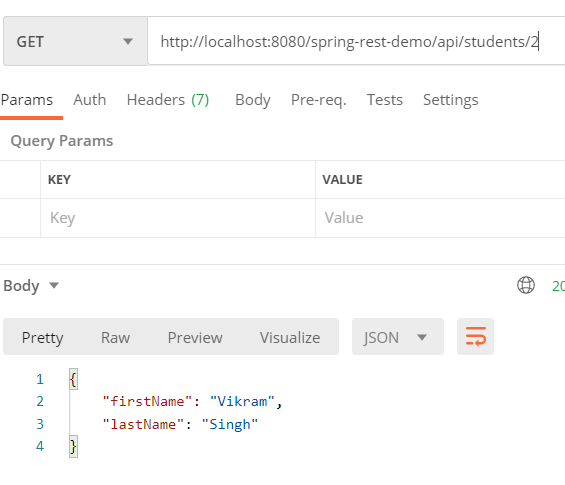 GET http://localhost:8080/spring-rest-demo/api/students/2
Params Auth Headers (7) Body Pre-req. Tests Settings
Query Params
KEY VALUE
Key Value
Body 20
Pretty Raw Preview Visualize JSON
1 {
2 "firstName": "Vikram",
3 "lastName": "Singh"
4 }